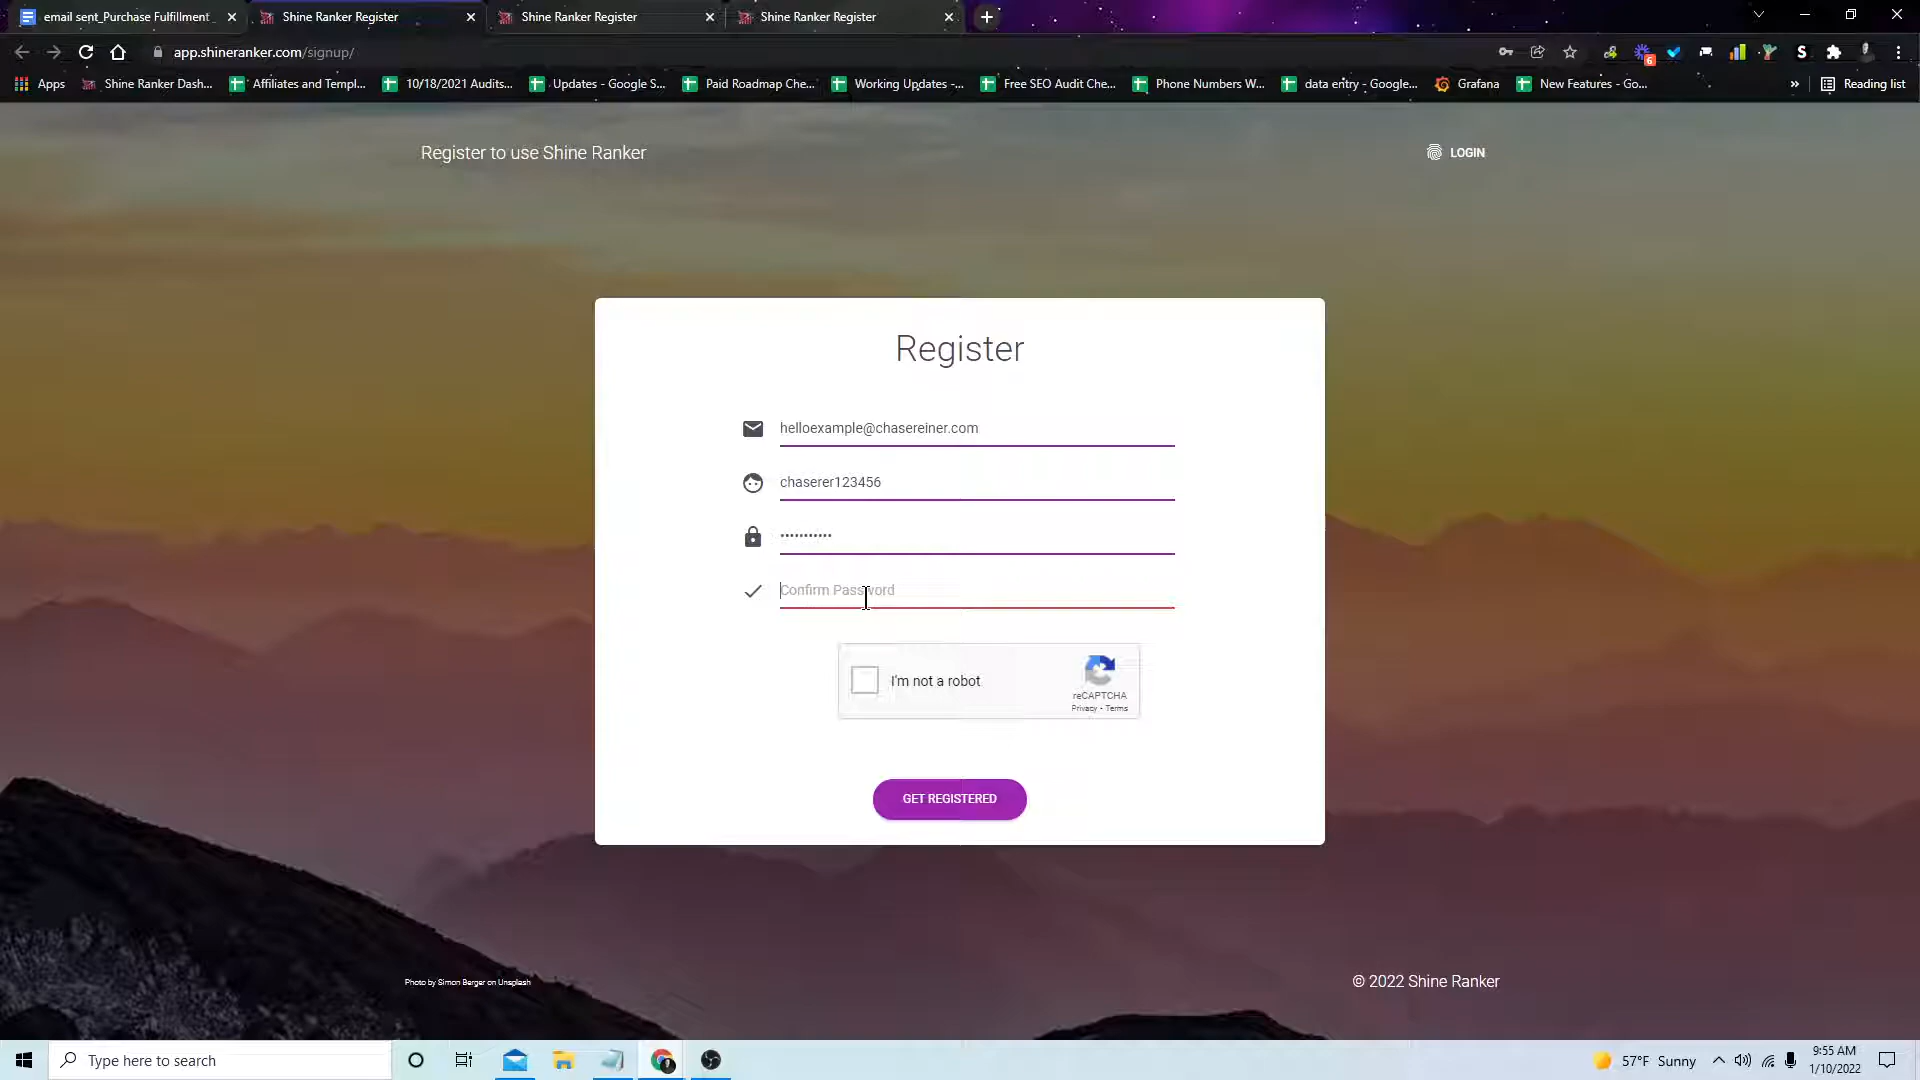 email sent_Purchase Fulfillment
Shine Ranker Register
Shine Ranker Register
Shine Ranker Register
app.shineranker.com/signup/
6
Apps
Shine Ranker Dash...
Affiliates and Templ...
10/18/2021 Audits...
Updates - Google S...
Paid Roadmap Che...
Working Updates -...
Free SEO Audit Che...
Phone Numbers W...
data entry - Google...
Grafana
New Features - Go...
»
Reading list
Register to use Shine Ranker
LOGIN
Register
helloexample@chasereiner.com
chaserer123456
•••••••••••
Confirm Password
I'm not a robot
reCAPTCHA
Privacy - Terms
GET REGISTERED
Photo by Simon Berger on Unsplash
© 2022 Shine Ranker
Type here to search
57°F Sunny
9:55 AM
1/10/2022